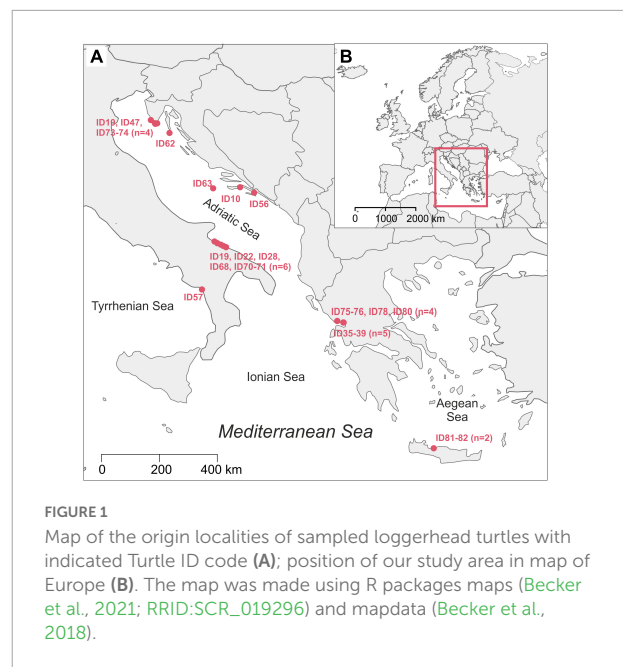 A
B
ID18, ID47,
ID73-74 (n=4)
ID62
ID63
ID10
ID56
Adriatic Sea
0 1000 2000 km
ID19, ID22, ID28,
ID68, ID70-71 (n=6)
ID57
Tyrrhenian Sea
ID75-76, ID78, ID80 (n=4)
ID35-39 (n=5)
Ionian Sea
Aegean
Sea
Mediterranean Sea
ID81-82 (n=2)
0 200 400 km
FIGURE 1
Map of the origin localities of sampled loggerhead turtles with
indicated Turtle ID code (A); position of our study area in map of
Europe (B). The map was made using R packages maps (Becker
et al., 2021; RRID:SCR_019296) and mapdata (Becker et al.,
2018).